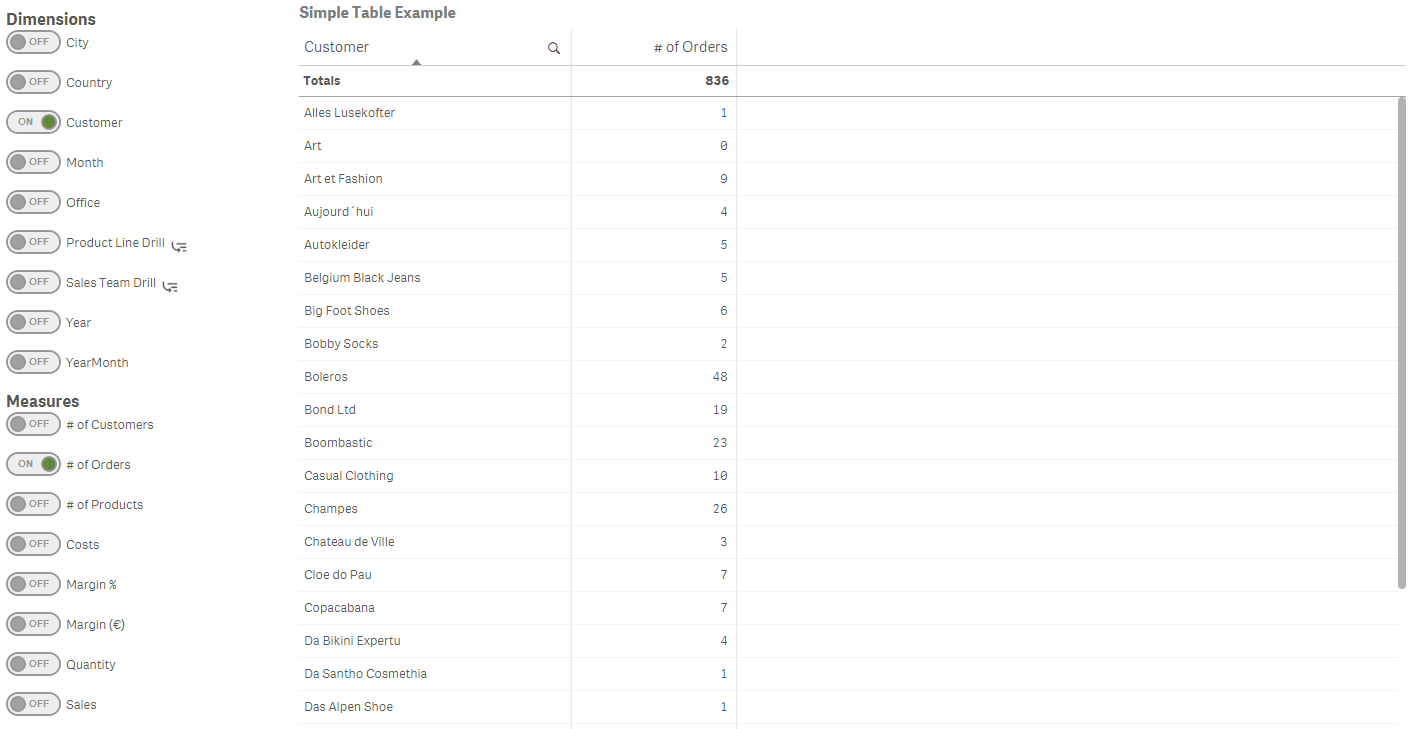 Dimensions
OFF City
OFF Country
ON Customer
OFF Month
OFF Office
OFF Product Line Drill
OFF Sales Team Drill
OFF Year
OFF YearMonth
Measures
OFF # of Customers
ON # of Orders
OFF # of Products
OFF Costs
OFF Margin %
OFF Margin (€)
OFF Quantity
OFF Sales
Simple Table Example
Customer # of Orders
Totals 836
Alles Lusekofter 1
Art 0
Art et Fashion 9
Aujourd´hui 4
Autokleider 5
Belgium Black Jeans 5
Big Foot Shoes 6
Bobby Socks 2
Boleros 48
Bond Ltd 19
Boombastic 23
Casual Clothing 10
Champes 26
Chateau de Ville 3
Cloe do Pau 7
Copacabana 7
Da Bikini Expertu 4
Da Santho Cosmethia 1
Das Alpen Shoe 1